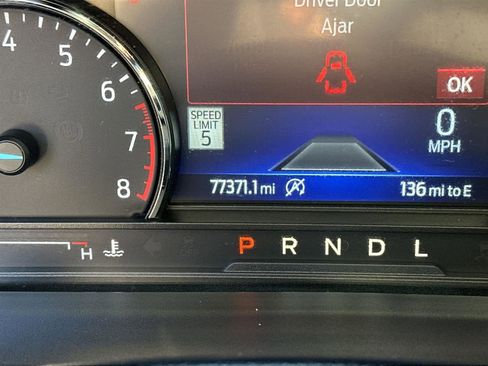 Driver Door
Ajar
OK
4
6
7
8
SPEED
LIMIT
5
0
MPH
77371.1 mi
136 mi to E
H
P R N D L